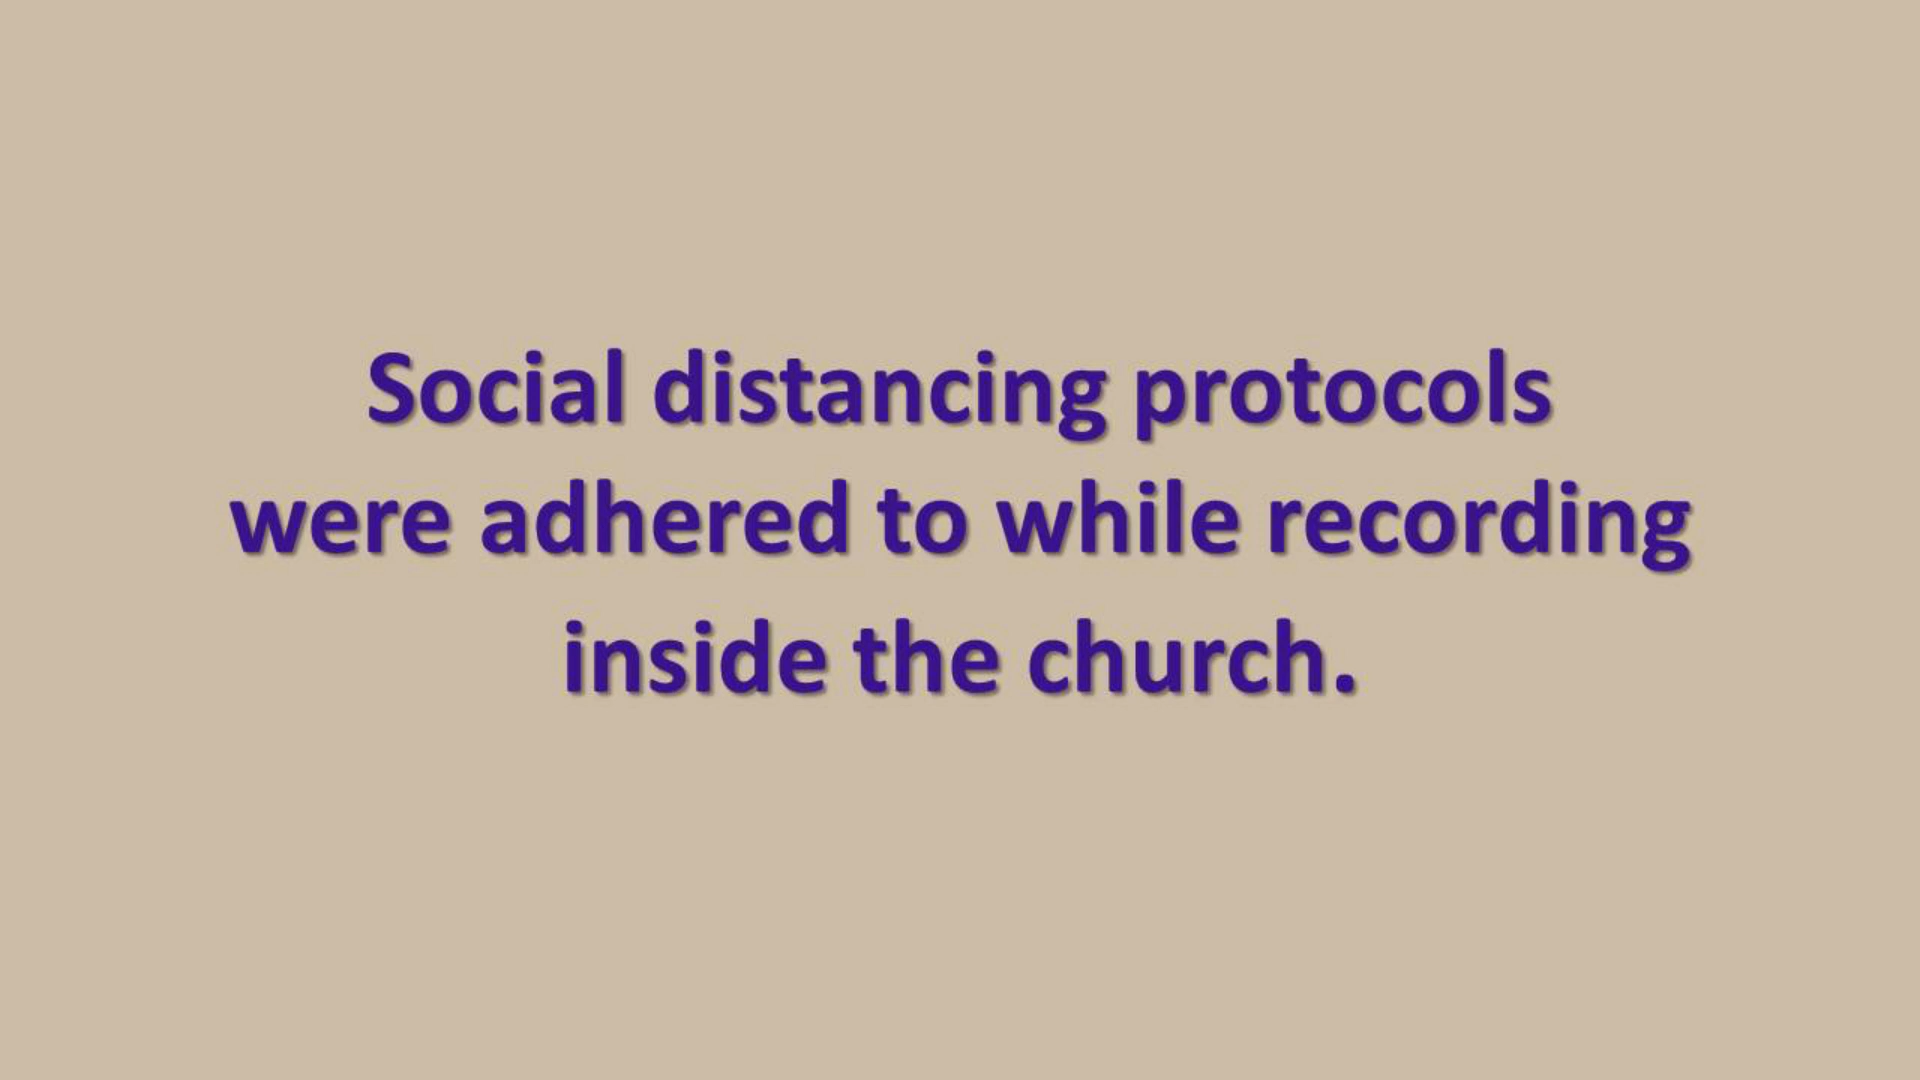 Social distancing protocols
were adhered to while recording
inside the church.